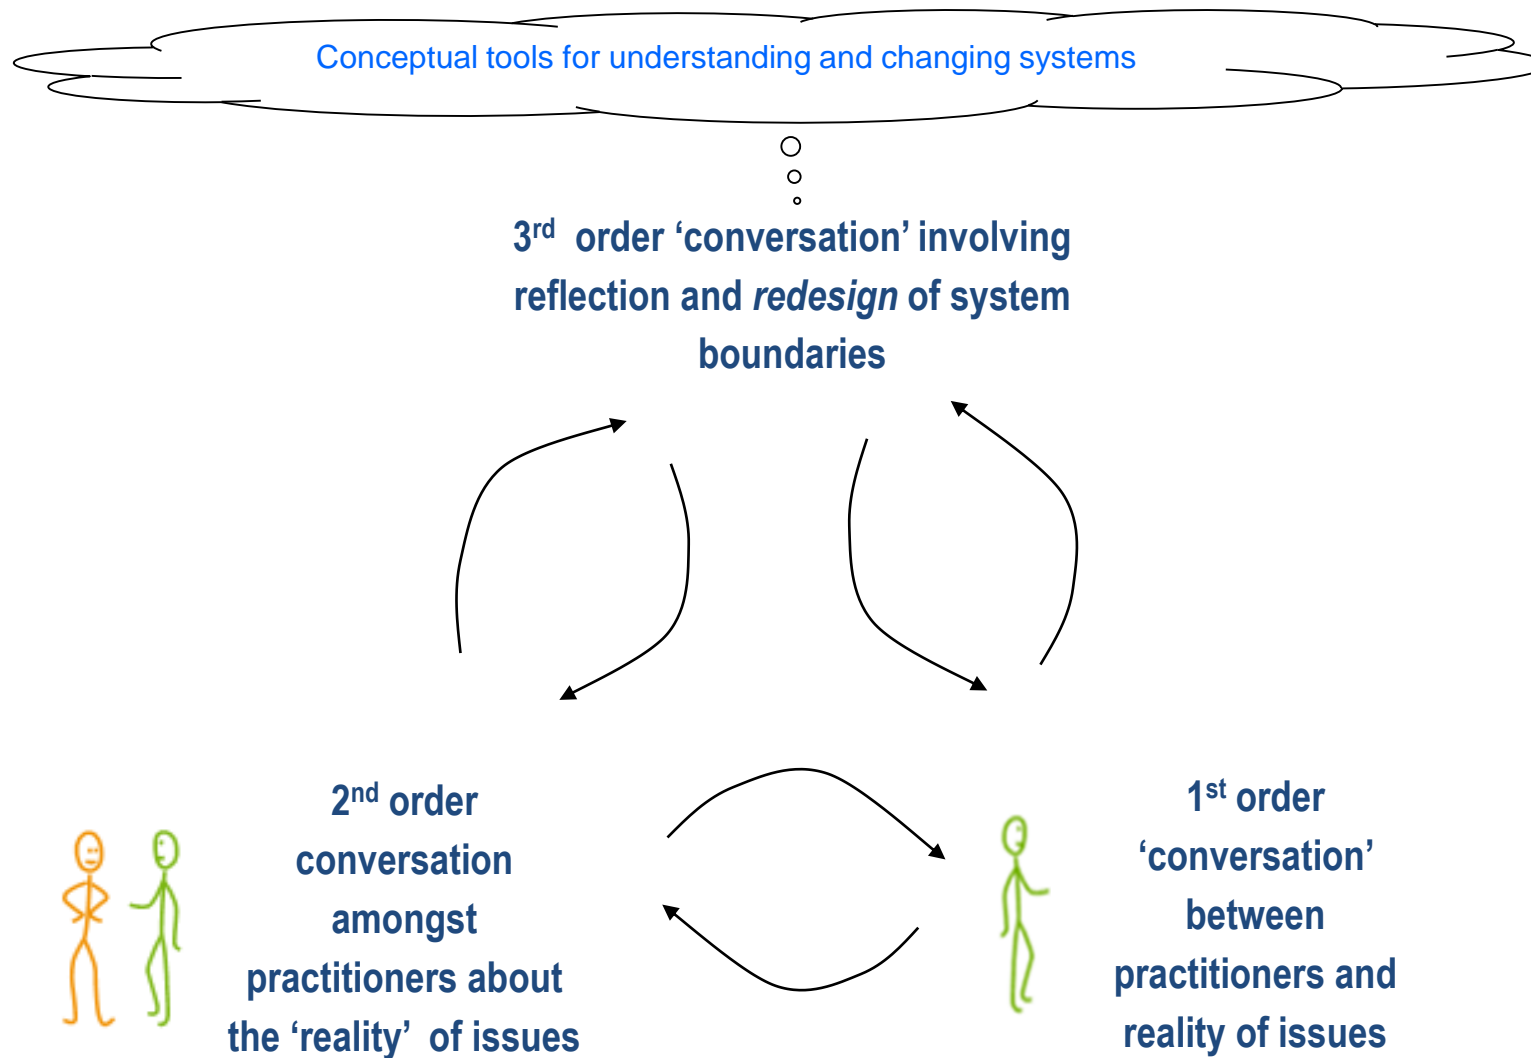 Conceptual tools for understanding and changing systems
3rd order ‘conversation’ involving
reflection and redesign of system
boundaries
2nd order
conversation
amongst
practitioners about
the ‘reality’ of issues
1st order
‘conversation’
between
practitioners and
reality of issues